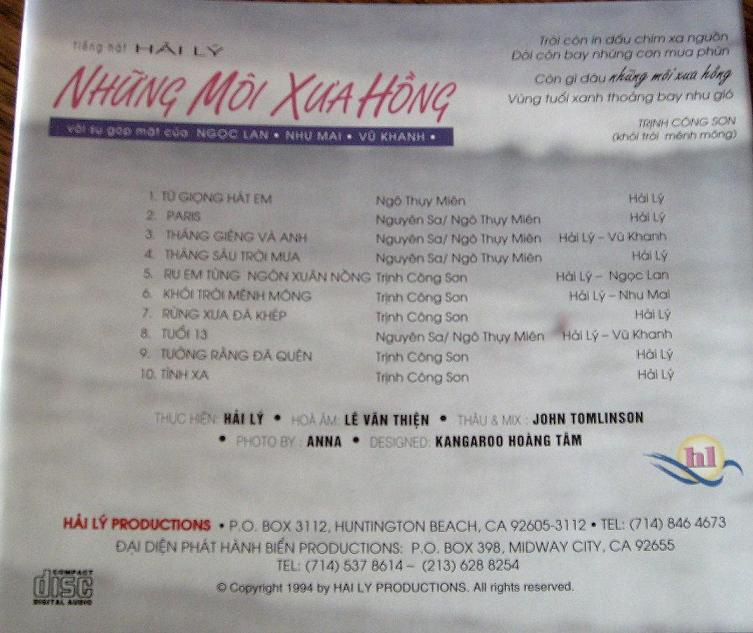 tiếng hát HẢI LÝ
NHỮNG MÔI XƯA HỒNG
với sự góp mặt của NGỌC LAN • NHƯ MAI • VŨ KHANH •
Trời còn in dấu chim xa nguồn
Đời còn bay những cơn mưa phùn
Còn gì đâu những môi xưa hồng
Vùng tuổi xanh thoảng bay như gió
TRỊNH CÔNG SƠN
(khói trời mênh mông)
1. TỪ GIỌNG HÁT EM Ngô Thụy Miên Hải Lý
2. PARIS Nguyên Sa/ Ngô Thụy Miên Hải Lý
3. THÁNG GIÊNG VÀ ANH Nguyên Sa/ Ngô Thụy Miên Hải Lý – Vũ Khanh
4. THÁNG SÁU TRỜI MƯA Nguyên Sa/ Ngô Thụy Miên Hải Lý
5. RU EM TỪNG NGÓN XUÂN NỒNG Trịnh Công Sơn Hải Lý – Ngọc Lan
6. KHÓI TRỜI MÊNH MÔNG Trịnh Công Sơn Hải Lý – Như Mai
7. RỪNG XƯA ĐÃ KHÉP Trịnh Công Sơn Hải Lý
8. TUỔI 13 Nguyên Sa/ Ngô Thụy Miên Hải Lý – Vũ Khanh
9. TƯỞNG RẰNG ĐÃ QUÊN Trịnh Công Sơn Hải Lý
10. TÌNH XA Trịnh Công Sơn Hải Lý
THỰC HIỆN: HẢI LÝ • HOÀ ÂM: LÊ VĂN THIỆN • THÂU & MIX : JOHN TOMLINSON
• PHOTO BY : ANNA • DESIGNED: KANGAROO HOÀNG TÂM
hl
HẢI LÝ PRODUCTIONS • P.O. BOX 3112, HUNTINGTON BEACH, CA 92605-3112 • TEL: (714) 846 4673
ĐẠI DIỆN PHÁT HÀNH BIỂN PRODUCTIONS: P.O. BOX 398, MIDWAY CITY, CA 92655
TEL: (714) 537 8614 – (213) 628 8254
© Copyright 1994 by HAI LY PRODUCTIONS. All rights reserved.
COMPACT
disc
DIGITAL AUDIO